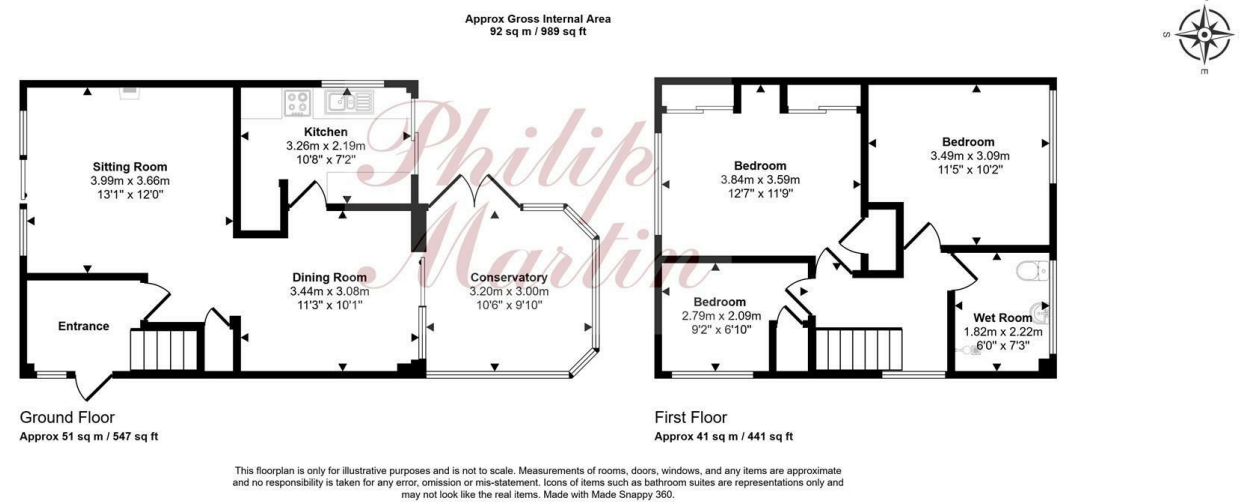 Approx Gross Internal Area
92 sq m / 989 sq ft
S
E
Philip
Martin
Sitting Room
3.99m x 3.66m
13'1" x 12'0"
Kitchen
3.26m x 2.19m
10'8" x 7'2"
Dining Room
3.44m x 3.08m
11'3" x 10'1"
Conservatory
3.20m x 3.00m
10'6" x 9'10"
Entrance
Bedroom
3.84m x 3.59m
12'7" x 11'9"
Bedroom
3.49m x 3.09m
11'5" x 10'2"
Bedroom
2.79m x 2.09m
9'2" x 6'10"
Wet Room
1.82m x 2.22m
6'0" x 7'3"
Ground Floor
Approx 51 sq m / 547 sq ft
First Floor
Approx 41 sq m / 441 sq ft
This floorplan is only for illustrative purposes and is not to scale. Measurements of rooms, doors, windows, and any items are approximate
and no responsibility is taken for any error, omission or mis-statement. Icons of items such as bathroom suites are representations only and
may not look like the real items. Made with Made Snappy 360.